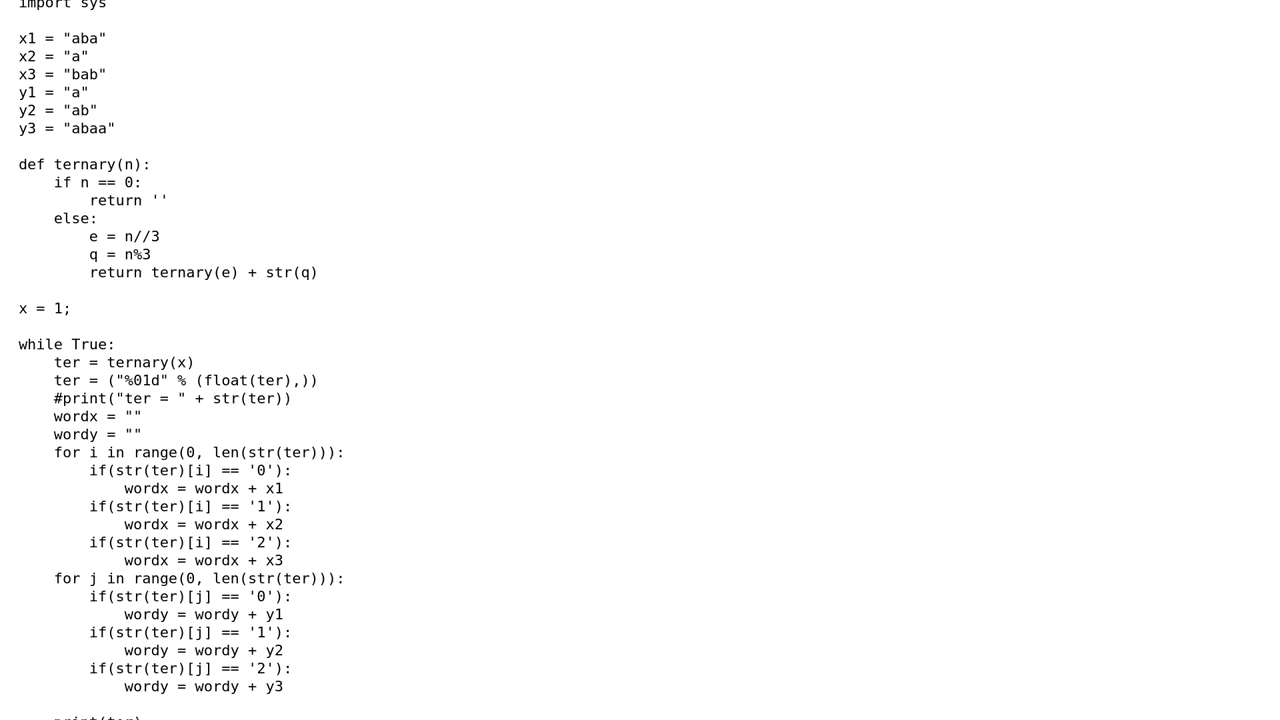 import sys

x1 = "aba"
x2 = "a"
x3 = "bab"
y1 = "a"
y2 = "ab"
y3 = "abaa"

def ternary(n):
    if n == 0:
        return ''
    else:
        e = n//3
        q = n%3
        return ternary(e) + str(q)

x = 1;

while True:
    ter = ternary(x)
    ter = ("%01d" % (float(ter),))
    #print("ter = " + str(ter))
    wordx = ""
    wordy = ""
    for i in range(0, len(str(ter))):
        if(str(ter)[i] == '0'):
            wordx = wordx + x1
        if(str(ter)[i] == '1'):
            wordx = wordx + x2
        if(str(ter)[i] == '2'):
            wordx = wordx + x3
    for j in range(0, len(str(ter))):
        if(str(ter)[j] == '0'):
            wordy = wordy + y1
        if(str(ter)[j] == '1'):
            wordy = wordy + y2
        if(str(ter)[j] == '2'):
            wordy = wordy + y3

    print(ter)